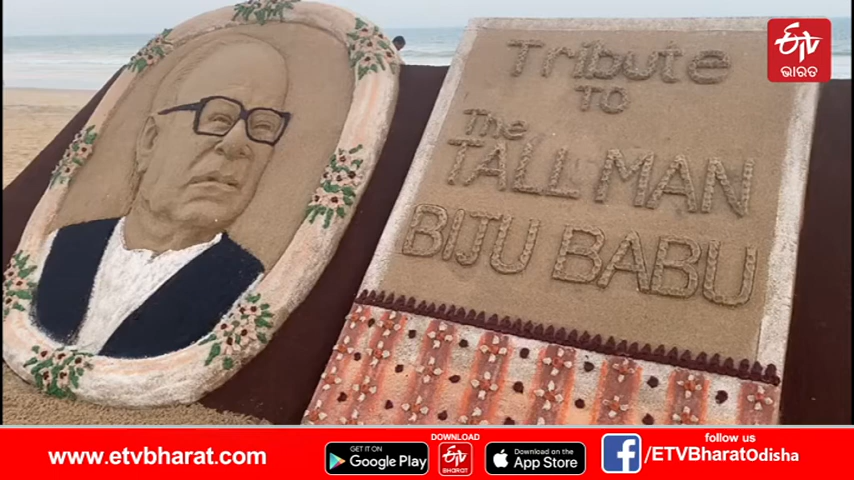 Tribute
TO
The
TALL MAN
BIJU BABU
ETV
ଭାରତ
www.etvbharat.com
GET IT ON
Google Play
DOWNLOAD
ETV
BHARAT
Download on the
App Store
follow us
/ETVBharatOdisha